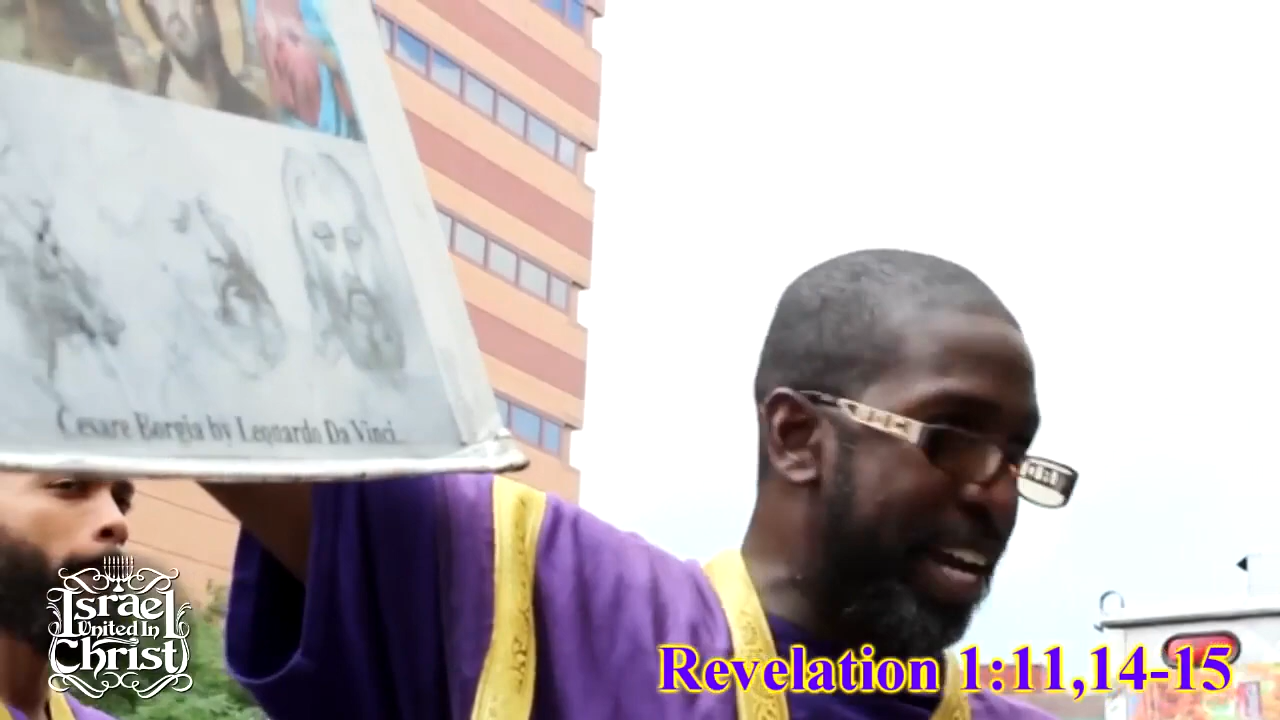 Cesare Borgia by Leonardo Da Vinci
Israel
United In
Christ
Revelation 1:11,14-15